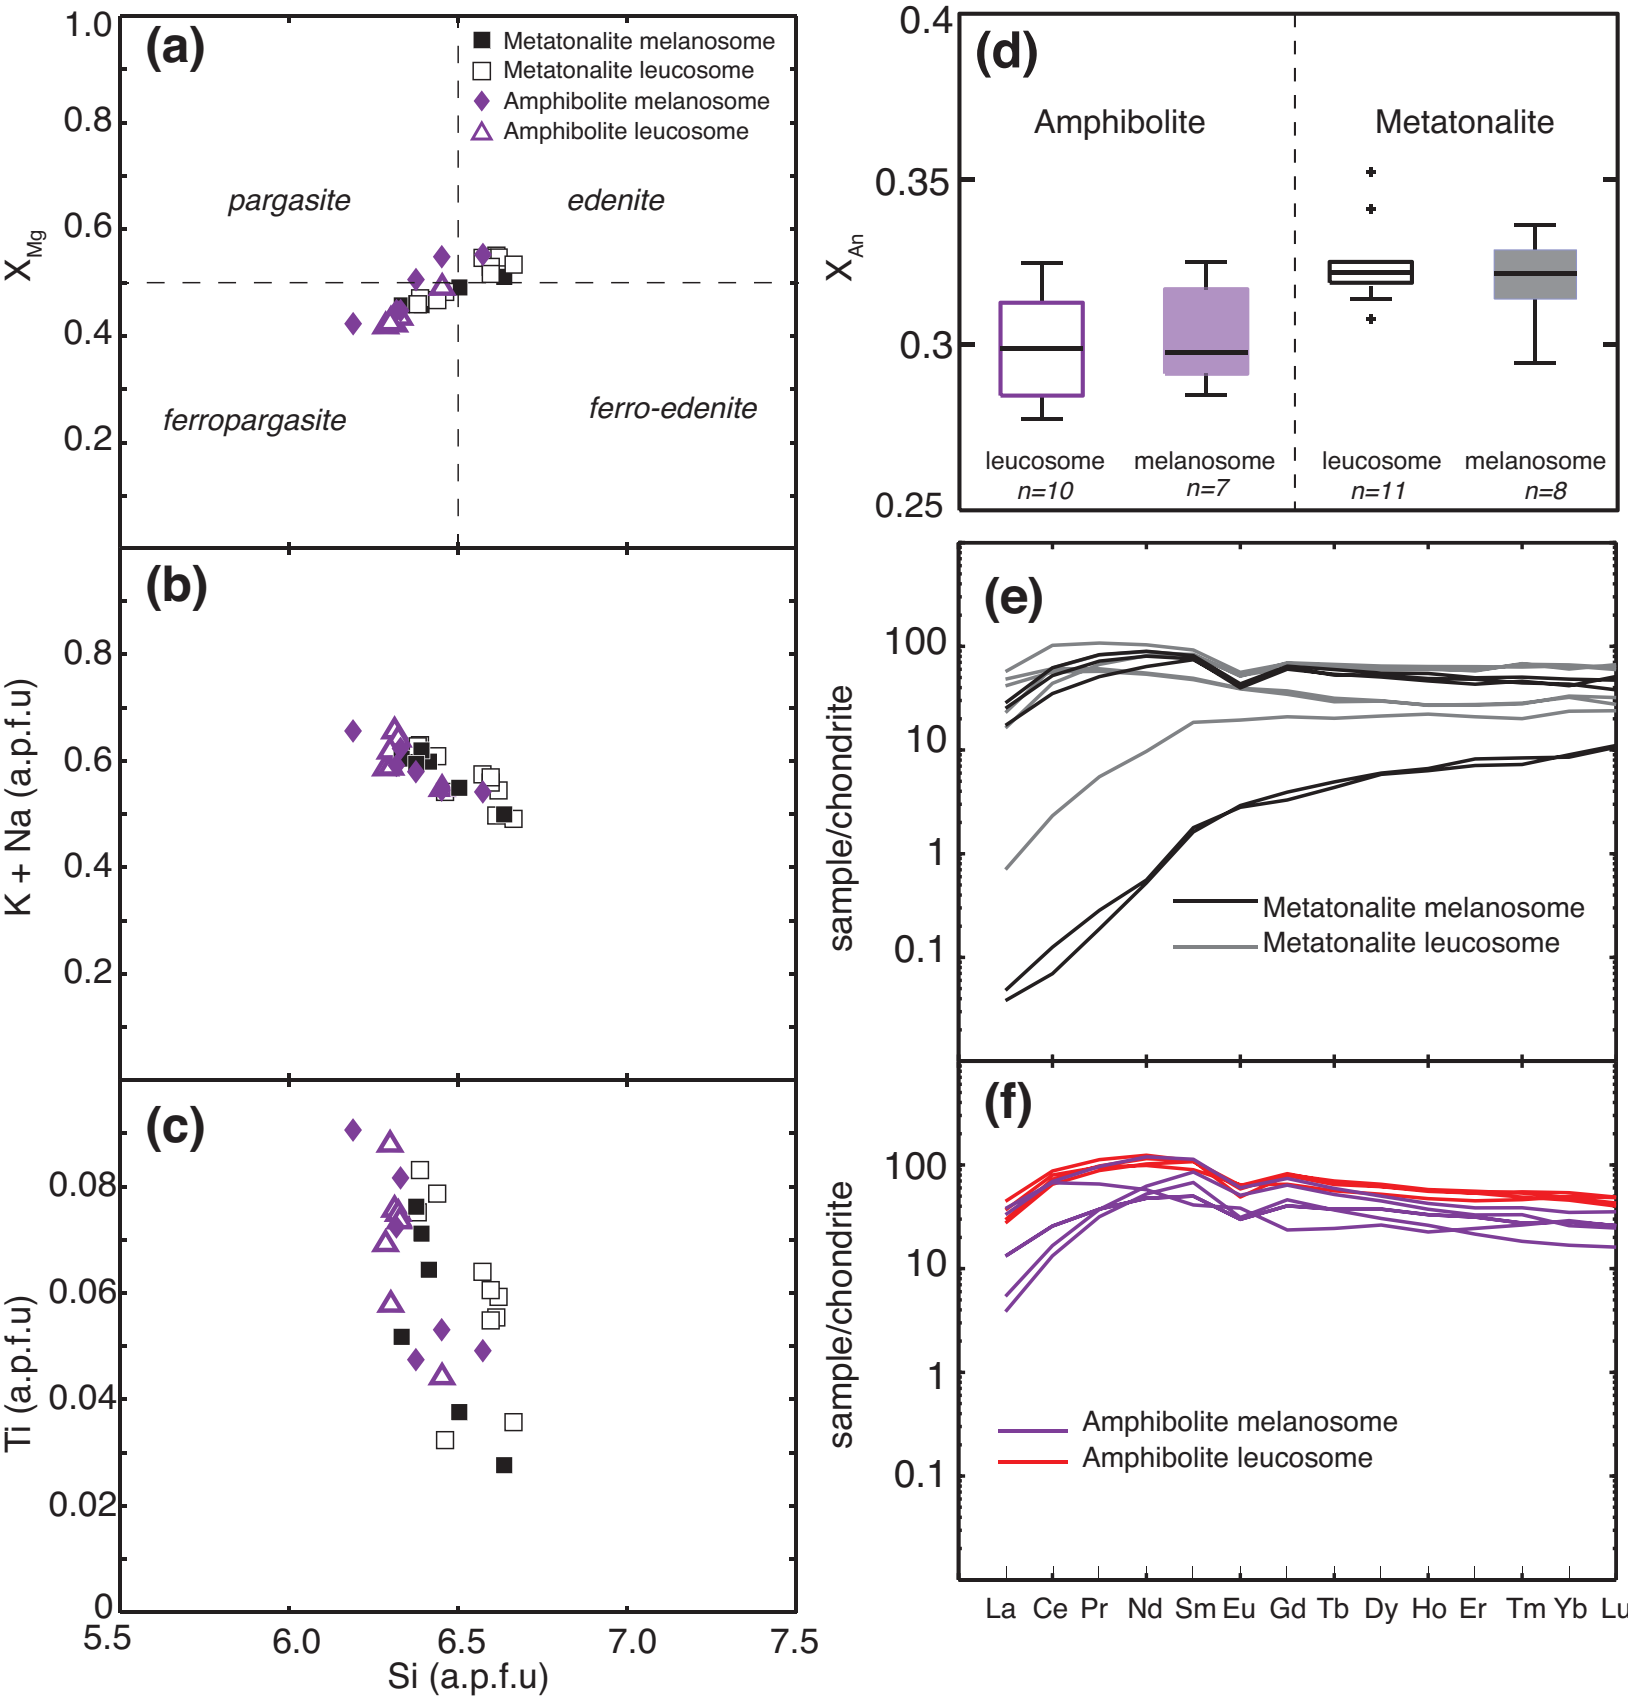 (a)
Metatonalite melanosome
Metatonalite leucosome
Amphibolite melanosome
Amphibolite leucosome
pargasite
edenite
ferropargasite
ferro-edenite
1.0
0.8
0.6
0.4
0.2
XMg
(b)
0.8
0.6
0.4
0.2
K + Na (a.p.f.u)
(c)
0.08
0.06
0.04
0.02
0
Ti (a.p.f.u)
5.5
6.0
6.5
7.0
7.5
Si (a.p.f.u)
(d)
0.4
0.35
0.3
0.25
XAn
Amphibolite
Metatonalite
leucosome
n=10
melanosome
n=7
leucosome
n=11
melanosome
n=8
(e)
100
10
1
0.1
sample/chondrite
Metatonalite melanosome
Metatonalite leucosome
(f)
100
10
1
0.1
sample/chondrite
Amphibolite melanosome
Amphibolite leucosome
La Ce Pr Nd Sm Eu Gd Tb Dy Ho Er Tm Yb Lu